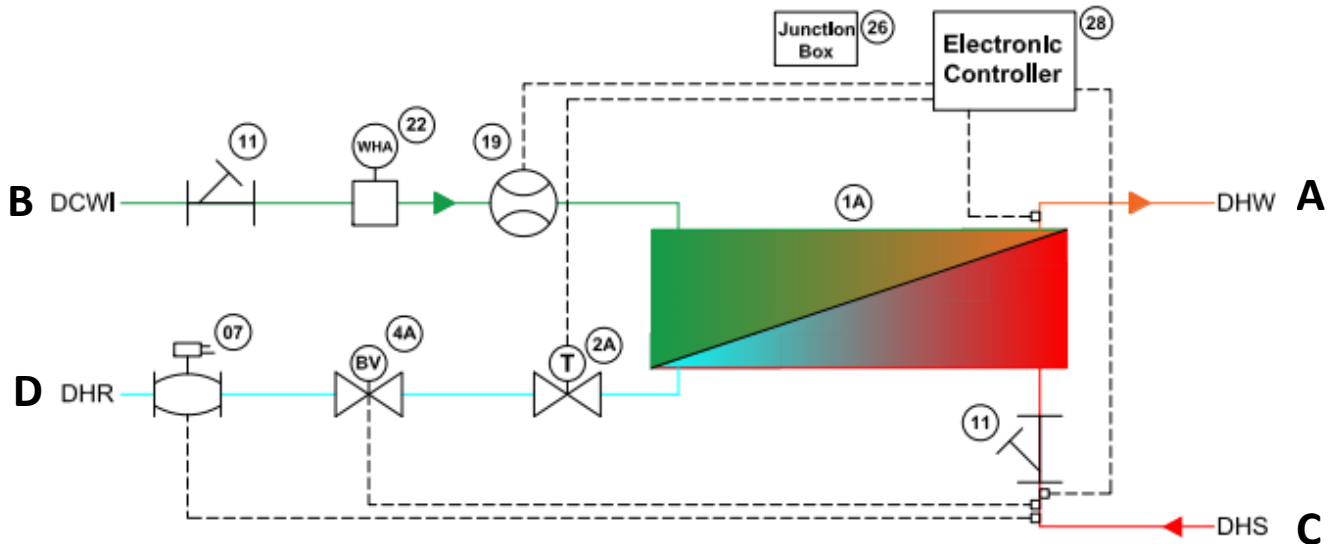 Junction
Box
26
Electronic
Controller
28
11
WHA
22
19
B
DCWI
1A
DHW
A
07
BV
4A
T
2A
D
DHR
11
DHS
C